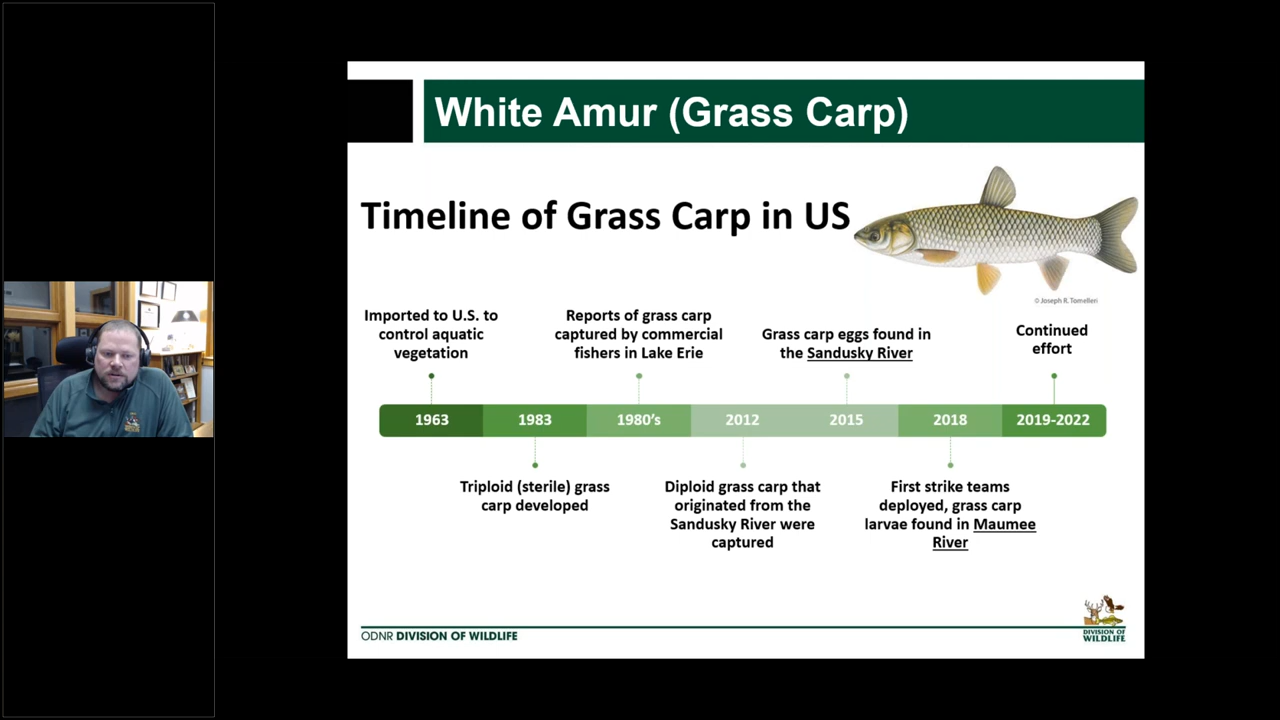 White Amur (Grass Carp)
Timeline of Grass Carp in US
© Joseph R. Tomelleri
Imported to U.S. to
control aquatic
vegetation
Reports of grass carp
captured by commercial
fishers in Lake Erie
Grass carp eggs found in
the Sandusky River
Continued
effort
1963
1983
1980's
2012
2015
2018
2019-2022
Triploid (sterile) grass
carp developed
Diploid grass carp that
originated from the
Sandusky River were
captured
First strike teams
deployed, grass carp
larvae found in Maumee
River
ODNR DIVISION OF WILDLIFE
DIVISION OF
WILDLIFE